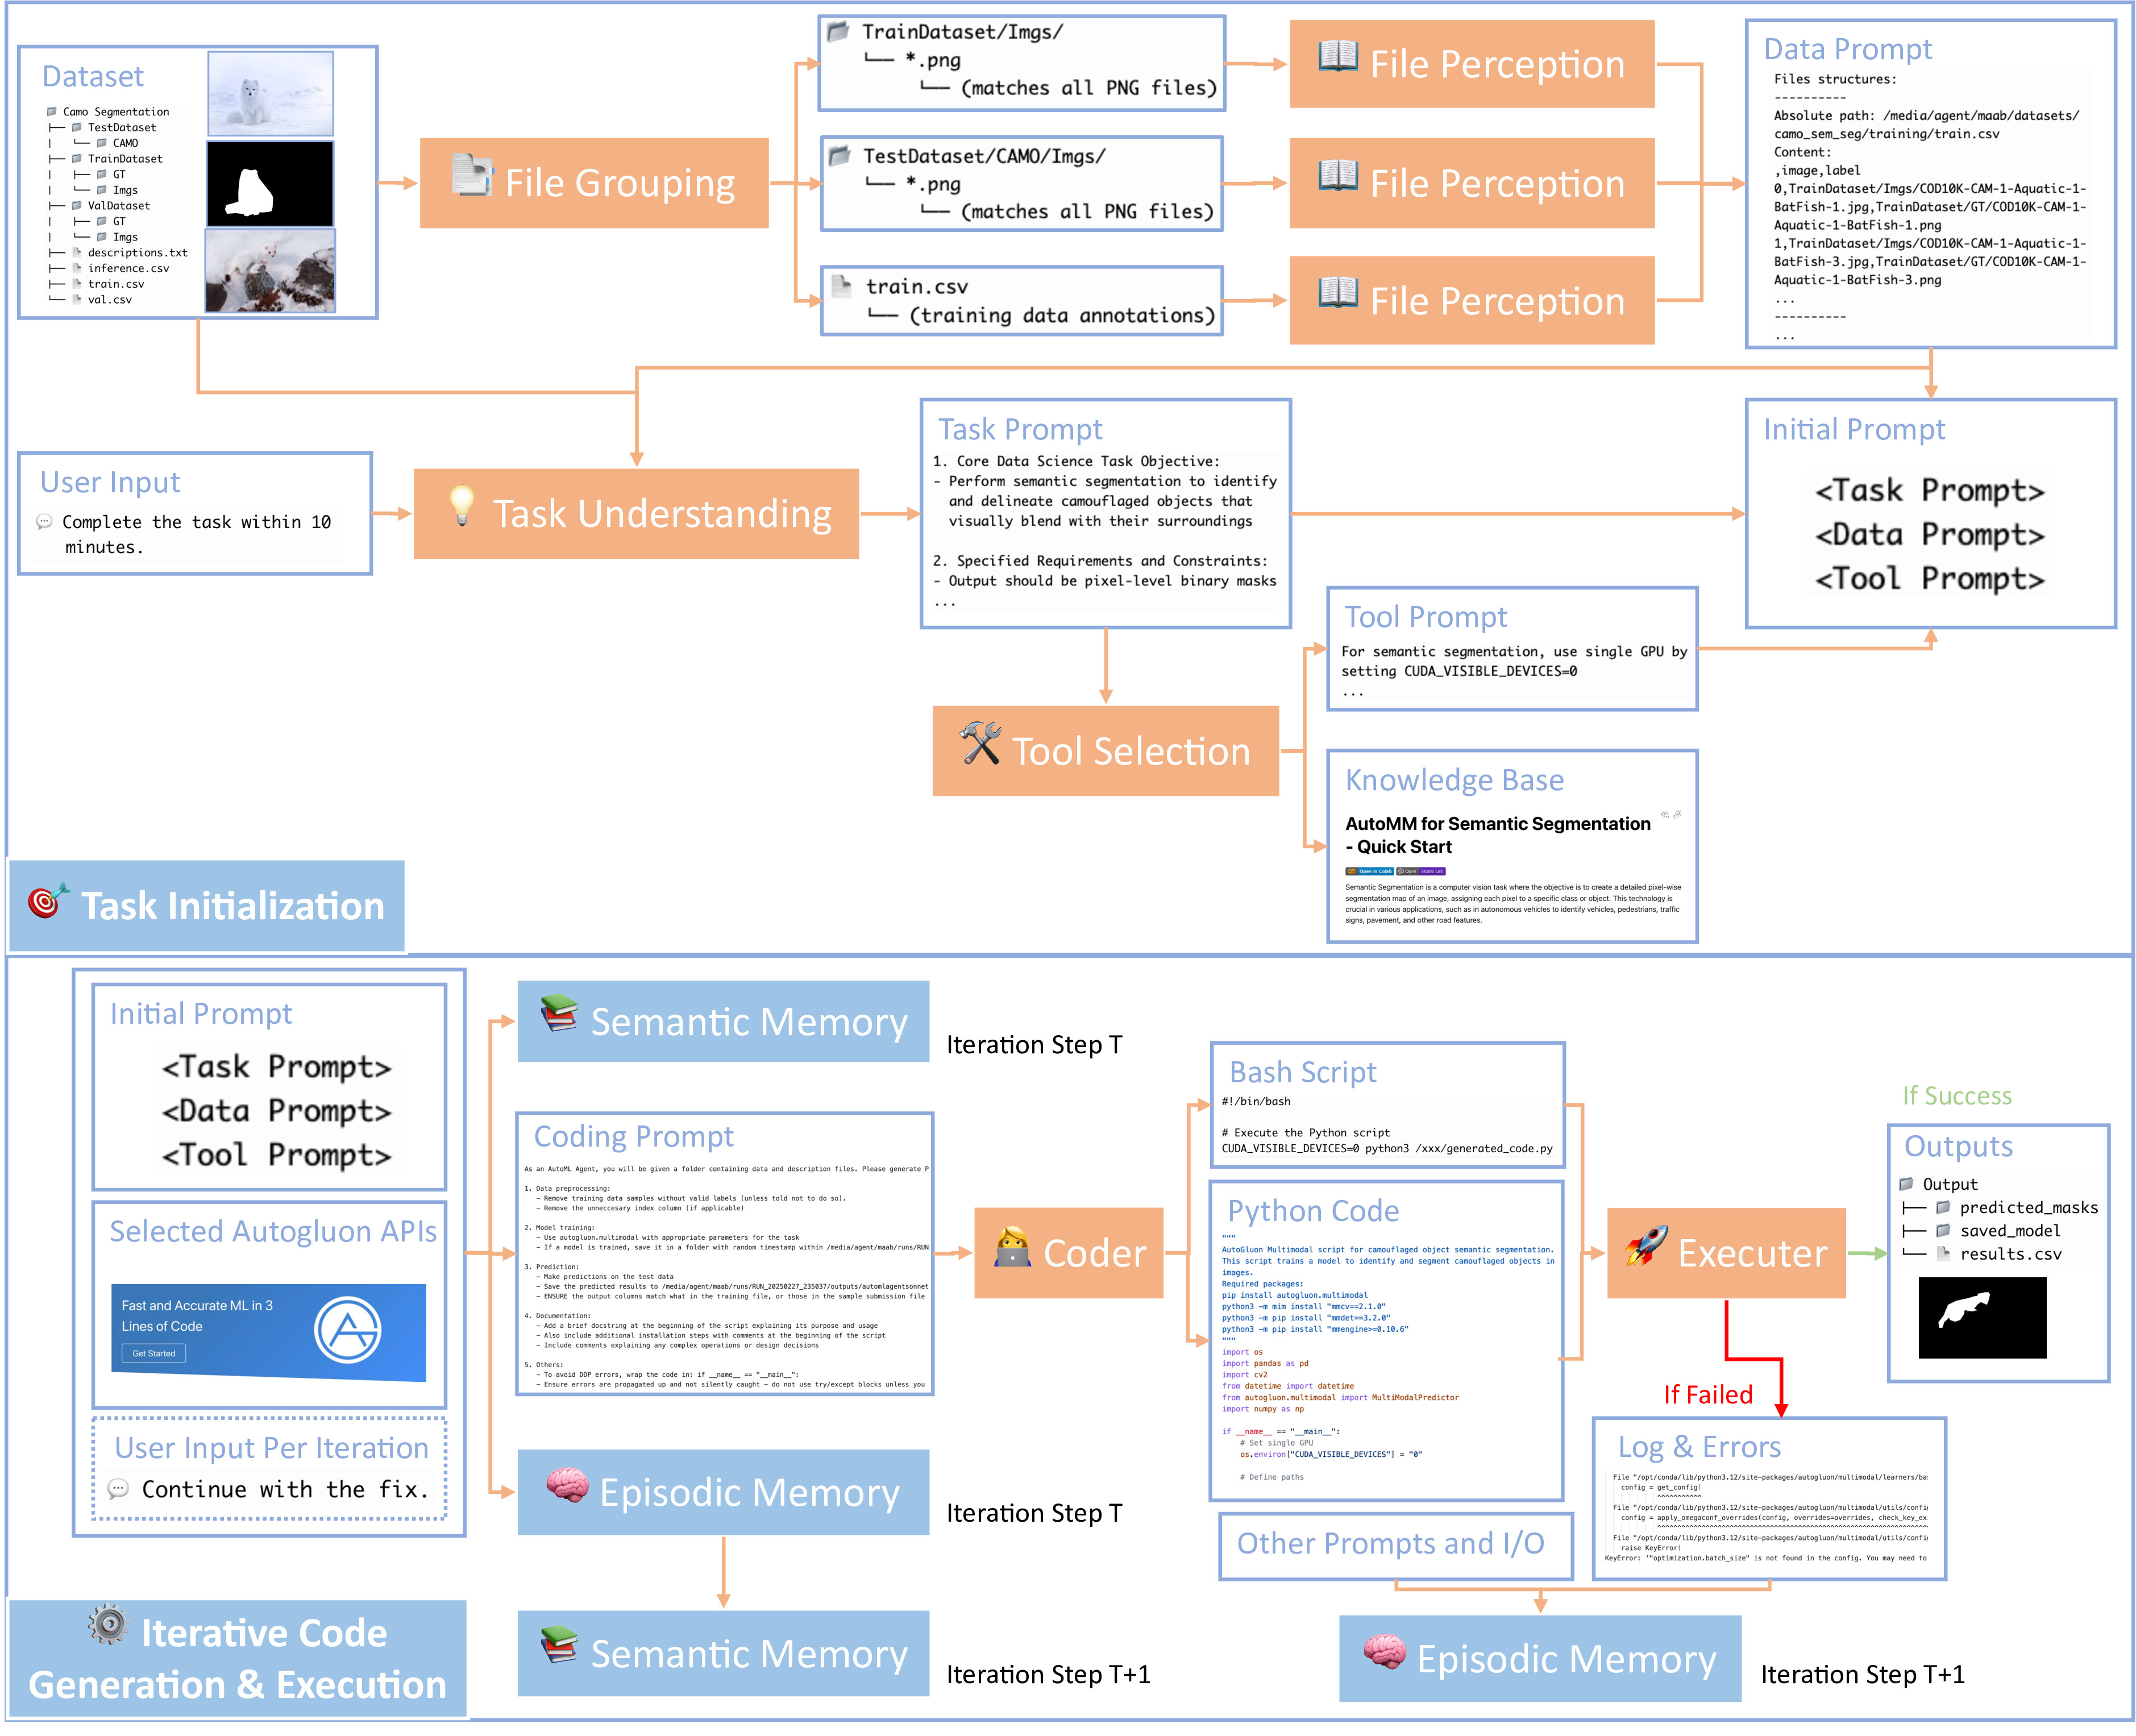 Dataset
Camo Segmentation
├── TestDataset
|   └── CAMO
├── TrainDataset
|   ├── GT
|   └── Imgs
├── ValDataset
|   ├── GT
|   └── Imgs
├── descriptions.txt
├── inference.csv
├── train.csv
└── val.csv
File Grouping
TrainDataset/Imgs/
└── *.png
└── (matches all PNG files)
TestDataset/CAMO/Imgs/
└── *.png
└── (matches all PNG files)
train.csv
└── (training data annotations)
File Perception
File Perception
File Perception
Data Prompt
Files structures:
----------
Absolute path: /media/agent/maab/datasets/
camo_sem_seg/training/train.csv
Content:
,image,label
0,TrainDataset/Imgs/COD10K-CAM-1-Aquatic-1-
BatFish-1.jpg,TrainDataset/GT/COD10K-CAM-1-
Aquatic-1-BatFish-1.png
1,TrainDataset/Imgs/COD10K-CAM-1-Aquatic-1-
BatFish-3.jpg,TrainDataset/GT/COD10K-CAM-1-
Aquatic-1-BatFish-3.png
...
----------
...
User Input
Complete the task within 10
minutes.
Task Understanding
Task Prompt
1. Core Data Science Task Objective:
- Perform semantic segmentation to identify
and delineate camouflaged objects that
visually blend with their surroundings
2. Specified Requirements and Constraints:
- Output should be pixel-level binary masks
...
Initial Prompt
<Task Prompt>
<Data Prompt>
<Tool Prompt>
Tool Prompt
For semantic segmentation, use single GPU by
setting CUDA_VISIBLE_DEVICES=0
...
Tool Selection
Knowledge Base
AutoMM for Semantic Segmentation
- Quick Start
Open in Colab
Open Studio Lab
Semantic Segmentation is a computer vision task where the objective is to create a detailed pixel-wise
segmentation map of an image, assigning each pixel to a specific class or object. This technology is
crucial in various applications, such as in autonomous vehicles to identify vehicles, pedestrians, traffic
signs, pavement, and other road features.
Task Initialization
Initial Prompt
<Task Prompt>
<Data Prompt>
<Tool Prompt>
Selected Autogluon APIs
Fast and Accurate ML in 3
Lines of Code
Get Started
User Input Per Iteration
Continue with the fix.
Semantic Memory
Iteration Step T
Coding Prompt
As an AutoML Agent, you will be given a folder containing data and description files. Please generate P
1. Data preprocessing:
- Remove training data samples without valid labels (unless told not to do so).
- Remove the unneccesary index column (if applicable)
2. Model training:
- Use autogluon.multimodal with appropriate parameters for the task
- If a model is trained, save it in a folder with random timestamp within /media/agent/maab/runs/RUN
3. Prediction:
- Make predictions on the test data
- Save the predicted results to /media/agent/maab/runs/RUN_20250227_235037/outputs/automlagentsonnet
- ENSURE the output columns match what in the training file, or those in the sample submission file
4. Documentation:
- Add a brief docstring at the beginning of the script explaining its purpose and usage
- Also include additional installation steps with comments at the beginning of the script
- Include comments explaining any complex operations or design decisions
5. Others:
- To avoid DDP errors, wrap the code in: if __name__ == "__main__":
- Ensure errors are propagated up and not silently caught - do not use try/except blocks unless you
Episodic Memory
Iteration Step T
Semantic Memory
Iteration Step T+1
Coder
Bash Script
#!/bin/bash
# Execute the Python script
CUDA_VISIBLE_DEVICES=0 python3 /xxx/generated_code.py
Python Code
"""
AutoGluon Multimodal script for camouflaged object semantic segmentation.
This script trains a model to identify and segment camouflaged objects in
images.
Required packages:
pip install autogluon.multimodal
python3 -m mim install "mmcv==2.1.0"
python3 -m pip install "mmdet==3.2.0"
python3 -m pip install "mmengine>=0.10.6"
"""
import os
import pandas as pd
import cv2
from datetime import datetime
from autogluon.multimodal import MultiModalPredictor
import numpy as np
if __name__ == "__main__":
# Set single GPU
os.environ["CUDA_VISIBLE_DEVICES"] = "0"
# Define paths
Other Prompts and I/O
Executer
If Success
Outputs
Output
├── predicted_masks
├── saved_model
└── results.csv
If Failed
Log & Errors
File "/opt/conda/lib/python3.12/site-packages/autogluon/multimodal/learners/ba
config = get_config(
^^^^^^^^^^^
File "/opt/conda/lib/python3.12/site-packages/autogluon/multimodal/utils/confi
config = apply_omegaconf_overrides(config, overrides=overrides, check_key_ex
File "/opt/conda/lib/python3.12/site-packages/autogluon/multimodal/utils/confi
raise KeyError(
KeyError: '"optimization.batch_size" is not found in the config. You may need to
Episodic Memory
Iteration Step T+1
Iterative Code
Generation & Execution